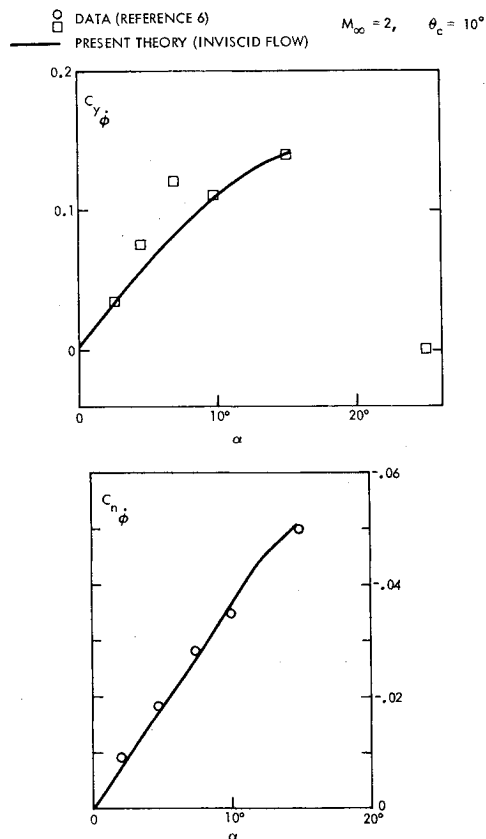 ○ DATA (REFERENCE 6)
□
M∞ = 2, θc = 10°
PRESENT THEORY (INVISCID FLOW)
0.2
Cyφ̇
0.1
0
0 10° 20°
α
Cnφ̇
-.06
-.04
-.02
0
0 10° 20°
α